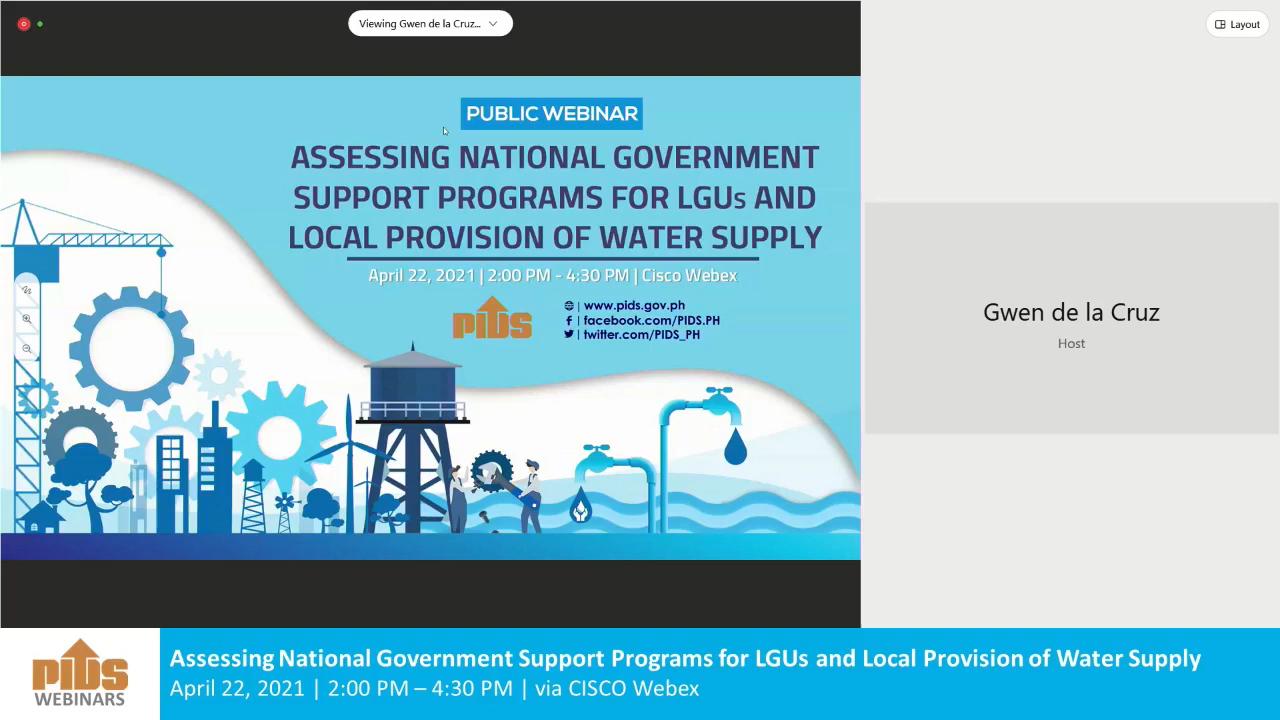 Viewing Gwen de la Cruz...
Layout
PUBLIC WEBINAR
ASSESSING NATIONAL GOVERNMENT
SUPPORT PROGRAMS FOR LGUs AND
LOCAL PROVISION OF WATER SUPPLY
April 22, 2021 | 2:00 PM - 4:30 PM | Cisco Webex
PIDS
| www.pids.gov.ph
| facebook.com/PIDS.PH
| twitter.com/PIDS_PH
Gwen de la Cruz
Host
PIDS
WEBINARS
Assessing National Government Support Programs for LGUs and Local Provision of Water Supply
April 22, 2021 | 2:00 PM – 4:30 PM | via CISCO Webex